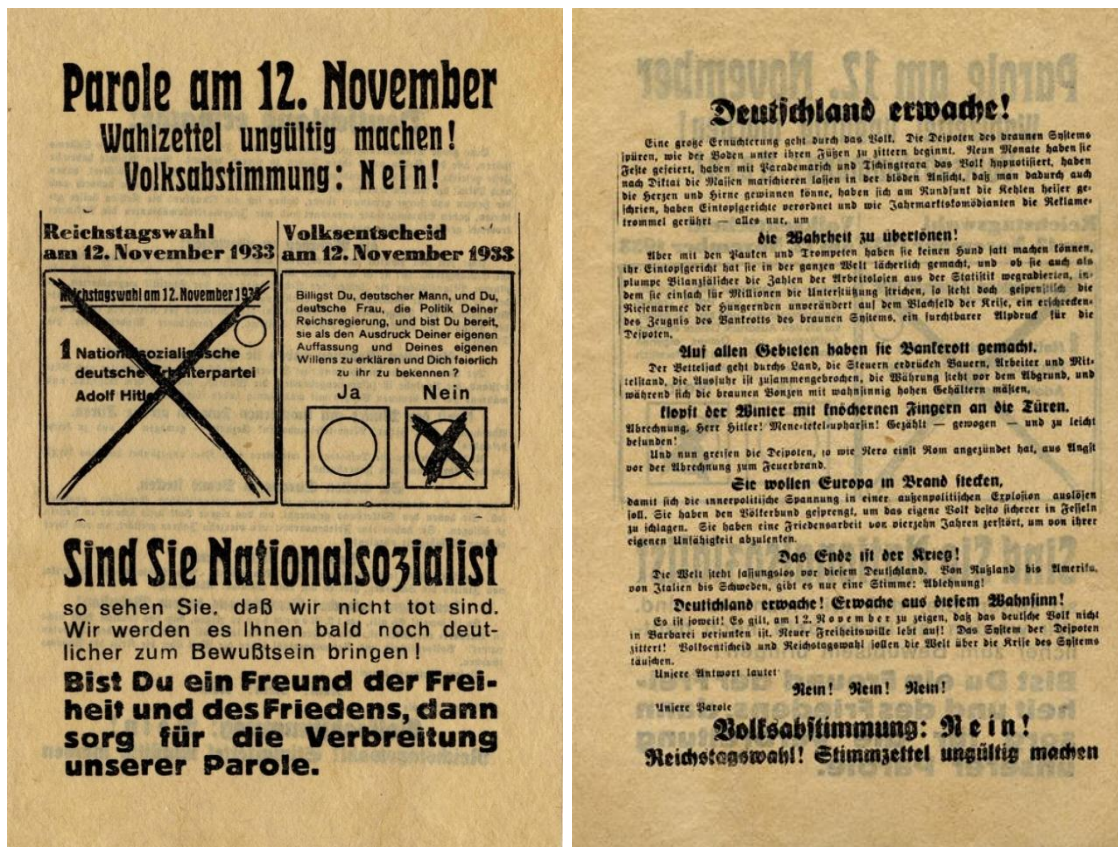 Parole am 12. November
Wahlzettel ungültig machen!
Volksabstimmung: Nein!
Reichstagswahl
am 12. November 1933
Reichstagswahl am 12. November 1933
1 Nationalsozialistische
deutsche Arbeiterpartei
Adolf Hitler
Volksentscheid
am 12. November 1933
Billigst Du, deutscher Mann, und Du,
deutsche Frau, die Politik Deiner
Reichsregierung, und bist Du bereit,
sie als den Ausdruck Deiner eigenen
Auffassung und Deines eigenen
Willens zu erklären und Dich feierlich
zu ihr zu bekennen?
Ja Nein
Sind Sie Nationalsozialist
so sehen Sie, daß wir nicht tot sind.
Wir werden es Ihnen bald noch deut-
licher zum Bewußtsein bringen!
Bist Du ein Freund der Frei-
heit und des Friedens, dann
sorg für die Verbreitung
unserer Parole.
Deutschland erwache!
Eine große Ernüchterung geht durch das Volk. Die Despoten des braunen Systems
spüren, wie der Boden unter ihren Füßen zu zittern beginnt. Neun Monate haben sie
Feste gefeiert, haben mit Parademarsch und Tschingtrara das Volk hypnotisiert, haben
nach Diktat die Massen marschieren lassen in der blöden Ansicht, daß man dadurch auch
die Herzen und Hirne gewinnen könne, haben sich am Rundfunk die Kehlen heiser ge-
schrien, haben Eintopfgerichte verordnet und wie Jahrmarktskomödianten die Reklame-
trommel gerührt — alles nur, um
die Wahrheit zu übertönen!
Aber mit den Pauken und Trompeten haben sie keinen Hund satt machen können,
ihr Eintopfgericht hat sie in der ganzen Welt lächerlich gemacht, und ob sie auch als
plumpe Bilanzfälscher die Zahlen der Arbeitslosen aus der Statistik wegradierten, in-
dem sie einfach für Millionen die Unterstützung strichen, so steht doch gespenstisch die
Riesenarmee der Hungernden unverändert auf dem Blachfeld der Krise, ein erschrecken-
des Zeugnis des Bankrotts des braunen Systems, ein furchtbarer Alpdruck für die
Despoten.
Auf allen Gebieten haben sie Bankerott gemacht.
Der Bettelsack geht durchs Land, die Steuern erdrücken Bauern, Arbeiter und Mit-
telstand, die Ausfuhr ist zusammengebrochen, die Währung steht vor dem Abgrund, und
während sich die braunen Bonzen mit wahnsinnig hohen Gehältern mästen,
klopft der Winter mit knöchernen Fingern an die Türen.
Abrechnung, Herr Hitler! Mene-tekel-upharsin! Gezählt — gewogen — und zu leicht
befunden!
Und nun greifen die Despoten, so wie Nero einst Rom angezündet hat, aus Angst
vor der Abrechnung zum Feuerbrand.
Sie wollen Europa in Brand stecken,
damit sich die innerpolitische Spannung in einer außenpolitischen Explosion auslösen
soll. Sie haben den Völkerbund gesprengt, um das eigene Volk desto sicherer in Fesseln
zu schlagen. Sie haben eine Friedensarbeit von vierzehn Jahren zerstört, um von ihrer
eigenen Unfähigkeit abzulenken.
Das Ende ist der Krieg!
Die Welt steht fassungslos vor diesem Deutschland. Von Rußland bis Amerika,
von Italien bis Schweden, gibt es nur eine Stimme: Ablehnung!
Deutschland erwache! Erwache aus diesem Wahnsinn!
Es ist soweit! Es gilt, am 12. November zu zeigen, daß das deutsche Volk nicht
in Barbarei versunken ist. Neuer Freiheitswille lebt auf! Das System der Despoten
zittert! Volksentscheid und Reichstagswahl sollen die Welt über die Krise des Systems
täuschen.
Unsere Antwort lautet
Nein! Nein! Nein!
Unsere Parole
Volksabstimmung: Nein!
Reichstagswahl! Stimmzettel ungültig machen